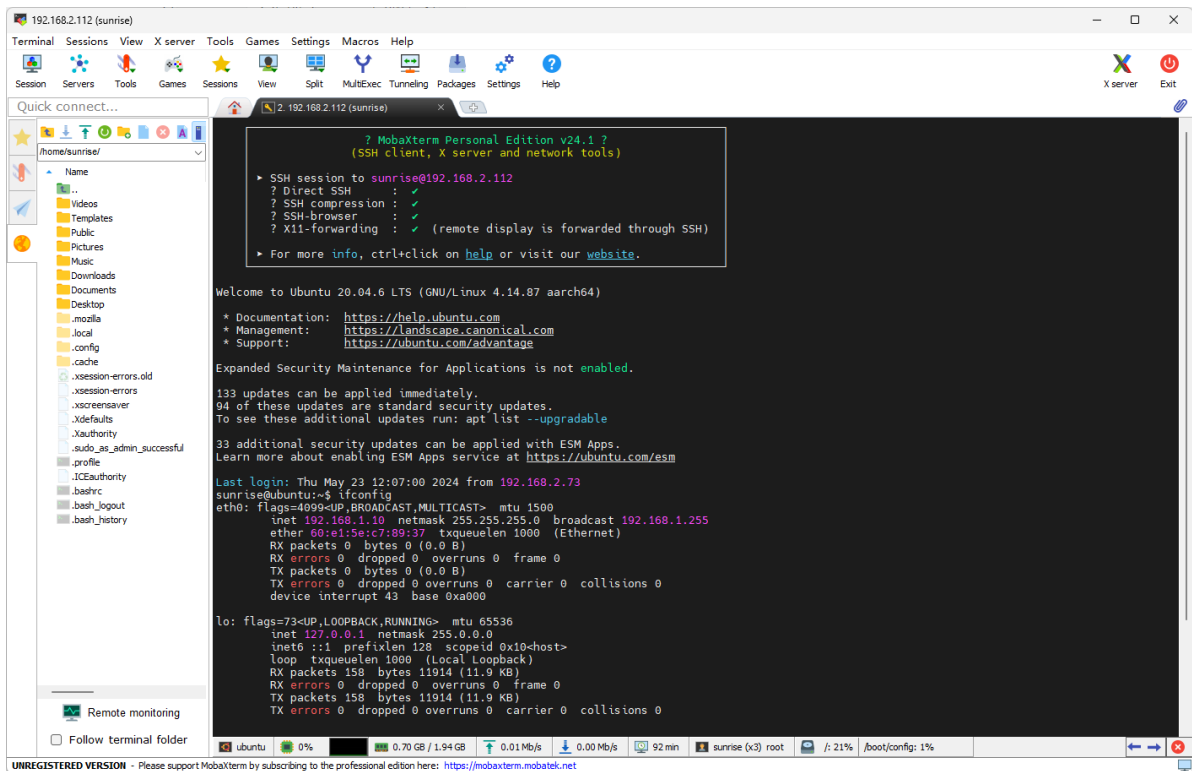 192.168.2.112 (sunrise)
Terminal Sessions View X server Tools Games Settings Macros Help
Session Servers Tools Games Sessions View Split MultiExec Tunneling Packages Settings Help X server Exit
Quick connect...
2. 192.168.2.112 (sunrise)
/home/sunrise/
Name
..
Videos
Templates
Public
Pictures
Music
Downloads
Documents
Desktop
.mozilla
.local
.config
.cache
.xsession-errors.old
.xsession-errors
.xscreensaver
.Xdefaults
.Xauthority
.sudo_as_admin_successful
.profile
.ICEauthority
.bashrc
.bash_logout
.bash_history
Remote monitoring
Follow terminal folder
? MobaXterm Personal Edition v24.1 ?
(SSH client, X server and network tools)
► SSH session to sunrise@192.168.2.112
? Direct SSH : ✔
? SSH compression : ✔
? SSH-browser : ✔
? X11-forwarding : ✔ (remote display is forwarded through SSH)
► For more info, ctrl+click on help or visit our website.
Welcome to Ubuntu 20.04.6 LTS (GNU/Linux 4.14.87 aarch64)
* Documentation: https://help.ubuntu.com
* Management: https://landscape.canonical.com
* Support: https://ubuntu.com/advantage
Expanded Security Maintenance for Applications is not enabled.
133 updates can be applied immediately.
94 of these updates are standard security updates.
To see these additional updates run: apt list --upgradable
33 additional security updates can be applied with ESM Apps.
Learn more about enabling ESM Apps service at https://ubuntu.com/esm
Last login: Thu May 23 12:07:00 2024 from 192.168.2.73
sunrise@ubuntu:~$ ifconfig
eth0: flags=4099<UP,BROADCAST,MULTICAST> mtu 1500
inet 192.168.1.10 netmask 255.255.255.0 broadcast 192.168.1.255
ether 60:e1:5e:c7:89:37 txqueuelen 1000 (Ethernet)
RX packets 0 bytes 0 (0.0 B)
RX errors 0 dropped 0 overruns 0 frame 0
TX packets 0 bytes 0 (0.0 B)
TX errors 0 dropped 0 overruns 0 carrier 0 collisions 0
device interrupt 43 base 0xa000
lo: flags=73<UP,LOOPBACK,RUNNING> mtu 65536
inet 127.0.0.1 netmask 255.0.0.0
inet6 ::1 prefixlen 128 scopeid 0x10<host>
loop txqueuelen 1000 (Local Loopback)
RX packets 158 bytes 11914 (11.9 KB)
RX errors 0 dropped 0 overruns 0 frame 0
TX packets 158 bytes 11914 (11.9 KB)
TX errors 0 dropped 0 overruns 0 carrier 0 collisions 0
ubuntu 0% 0.70 GB / 1.94 GB 0.01 Mb/s 0.00 Mb/s 92 min sunrise (x3) root /: 21% /boot/config: 1%
UNREGISTERED VERSION - Please support MobaXterm by subscribing to the professional edition here: https://mobaxterm.mobatek.net